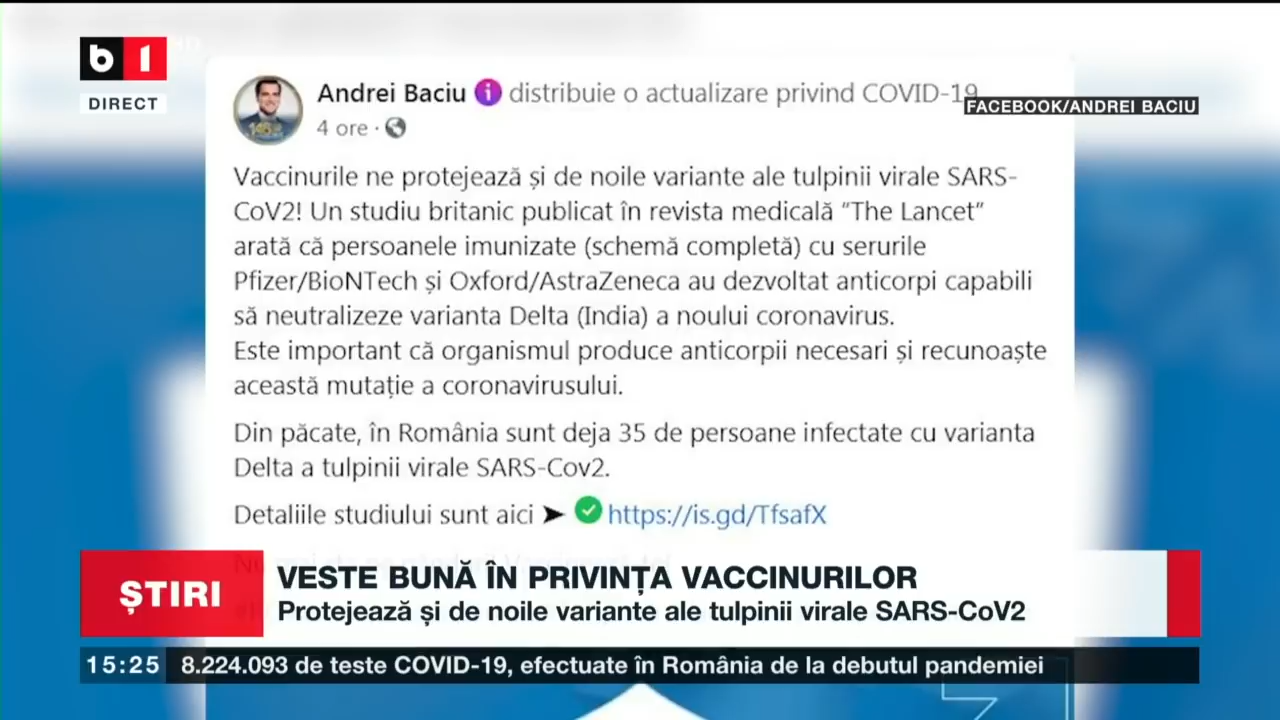 b 1
DIRECT
Andrei Baciu distribuie o actualizare privind COVID-19
FACEBOOK/ANDREI BACIU
4 ore ·
Vaccinurile ne protejează și de noile variante ale tulpinii virale SARS-
CoV2! Un studiu britanic publicat în revista medicală “The Lancet”
arată că persoanele imunizate (schemă completă) cu serurile
Pfizer/BioNTech și Oxford/AstraZeneca au dezvoltat anticorpi capabili
să neutralizeze varianta Delta (India) a noului coronavirus.
Este important că organismul produce anticorpii necesari și recunoaște
această mutație a coronavirusului.
Din păcate, în România sunt deja 35 de persoane infectate cu varianta
Delta a tulpinii virale SARS-Cov2.
Detaliile studiului sunt aici ➤ ✅ https://is.gd/TfsafX
ȘTIRI
VESTE BUNĂ ÎN PRIVINȚA VACCINURILOR
Protejează și de noile variante ale tulpinii virale SARS-CoV2
15:25 8.224.093 de teste COVID-19, efectuate în România de la debutul pandemiei